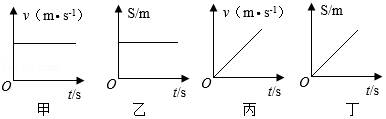 v（m•s⁻¹） S/m v（m•s⁻¹） S/m
O t/s O t/s O t/s O t/s
甲 乙 丙 丁